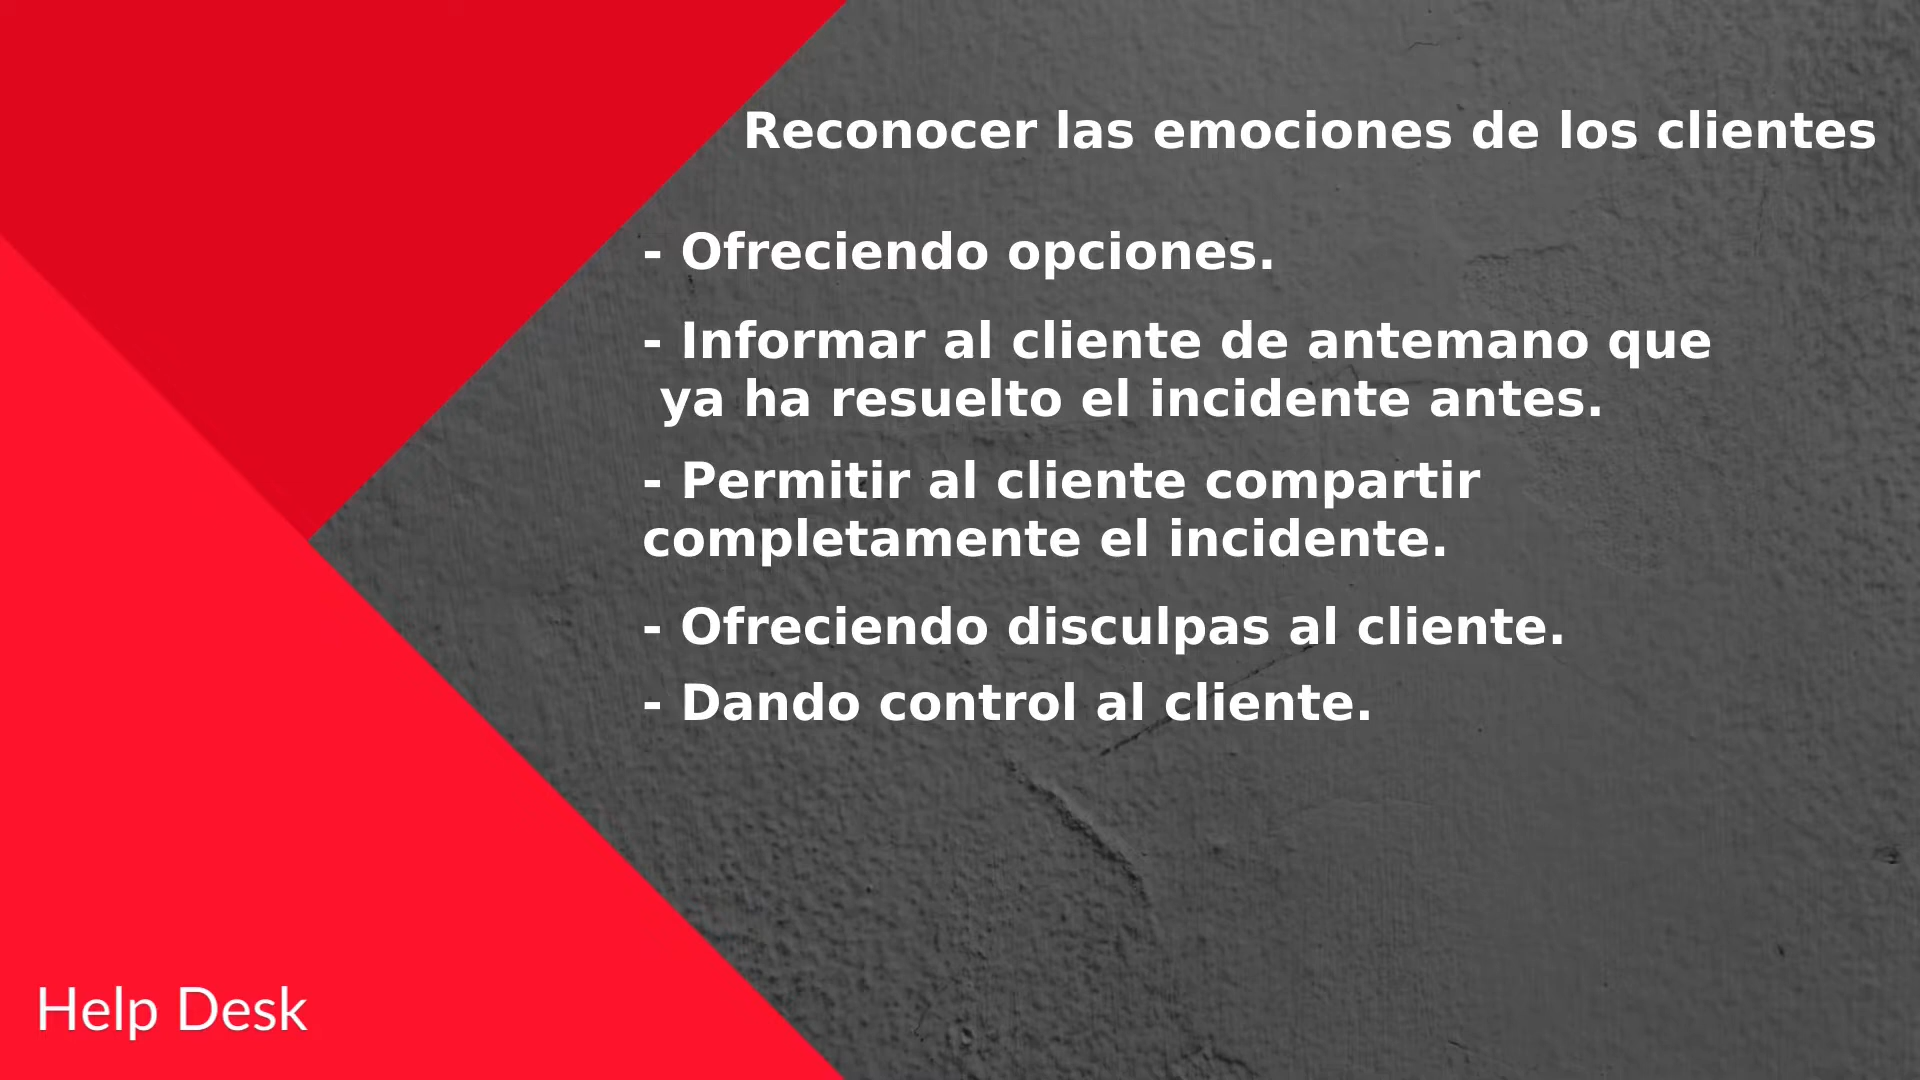 Reconocer las emociones de los clientes
- Ofreciendo opciones.
- Informar al cliente de antemano que
ya ha resuelto el incidente antes.
- Permitir al cliente compartir
completamente el incidente.
- Ofreciendo disculpas al cliente.
- Dando control al cliente.
Help Desk